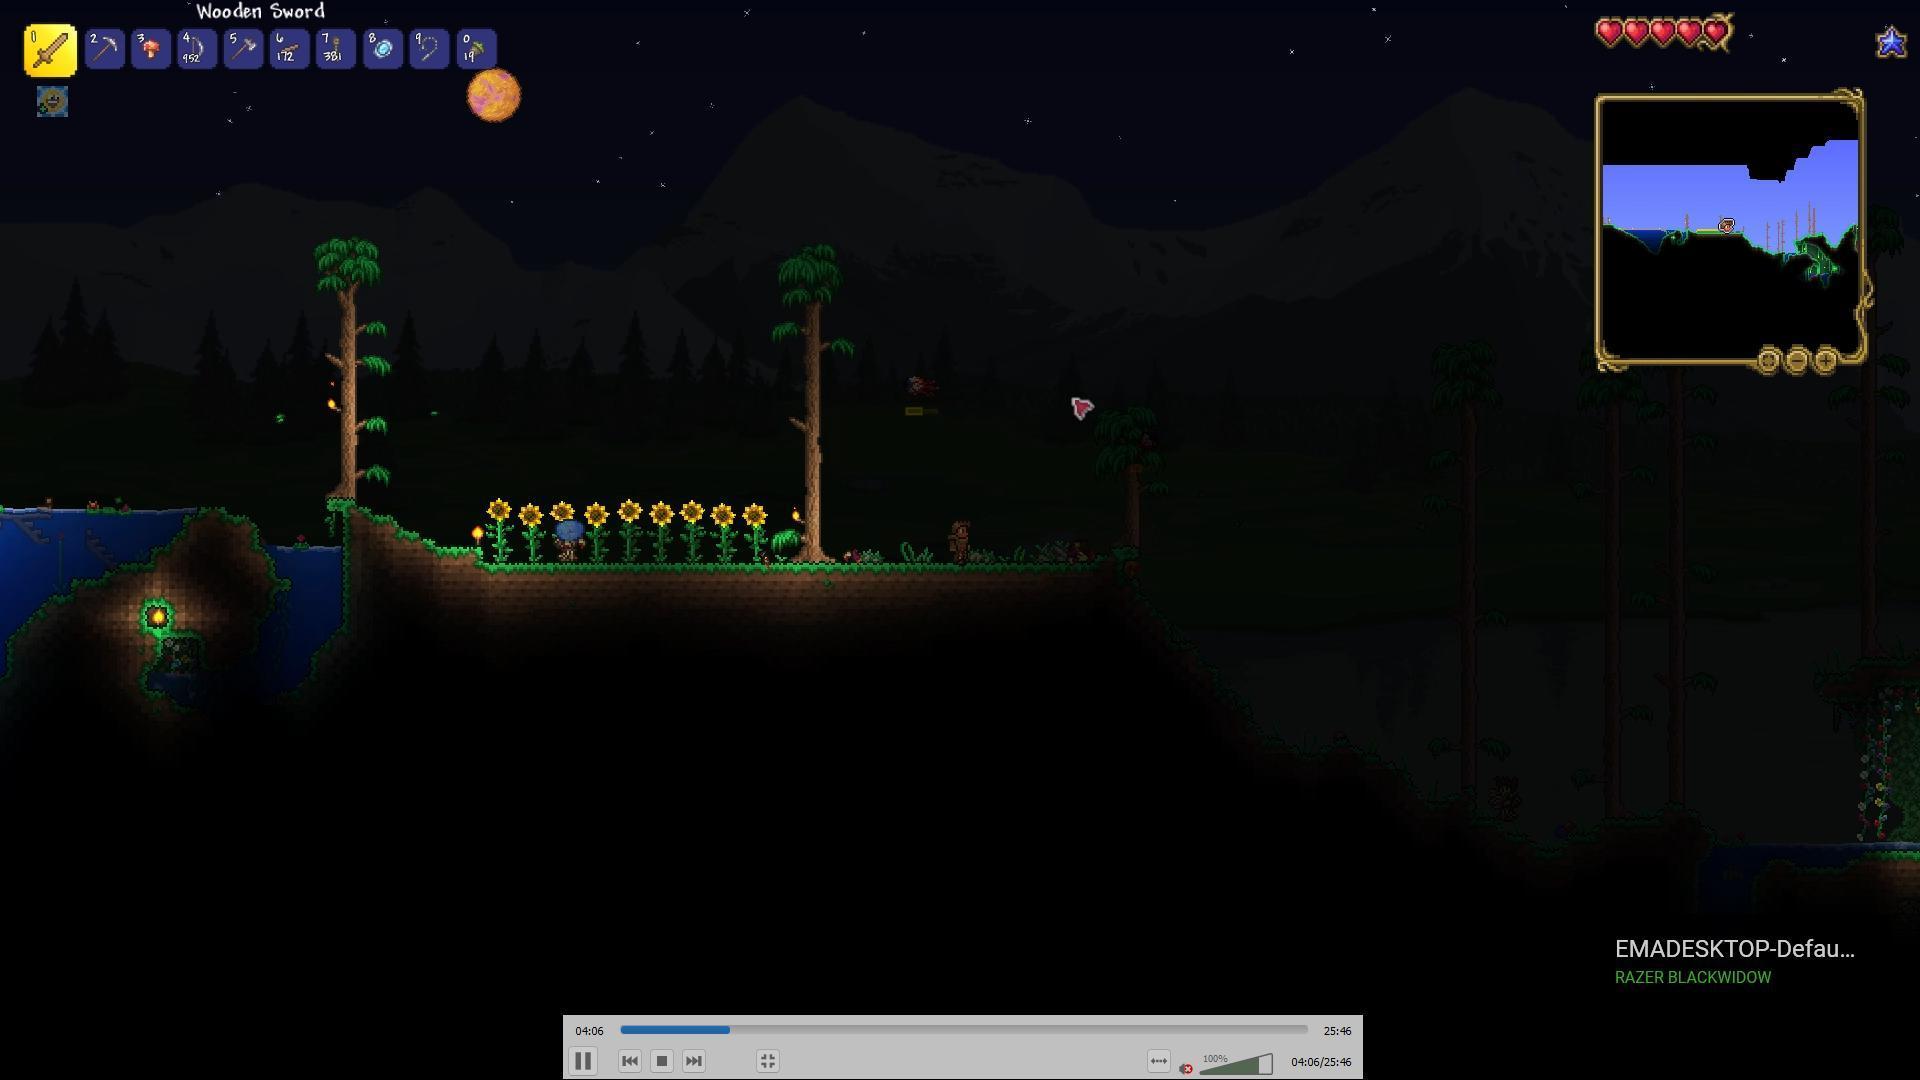 Wooden Sword
1 2 3 4 5 6 7 8 9 0
952 172 381 19
EMADESKTOP-Defau...
RAZER BLACKWIDOW
04:06 25:46
100%
04:06/25:46